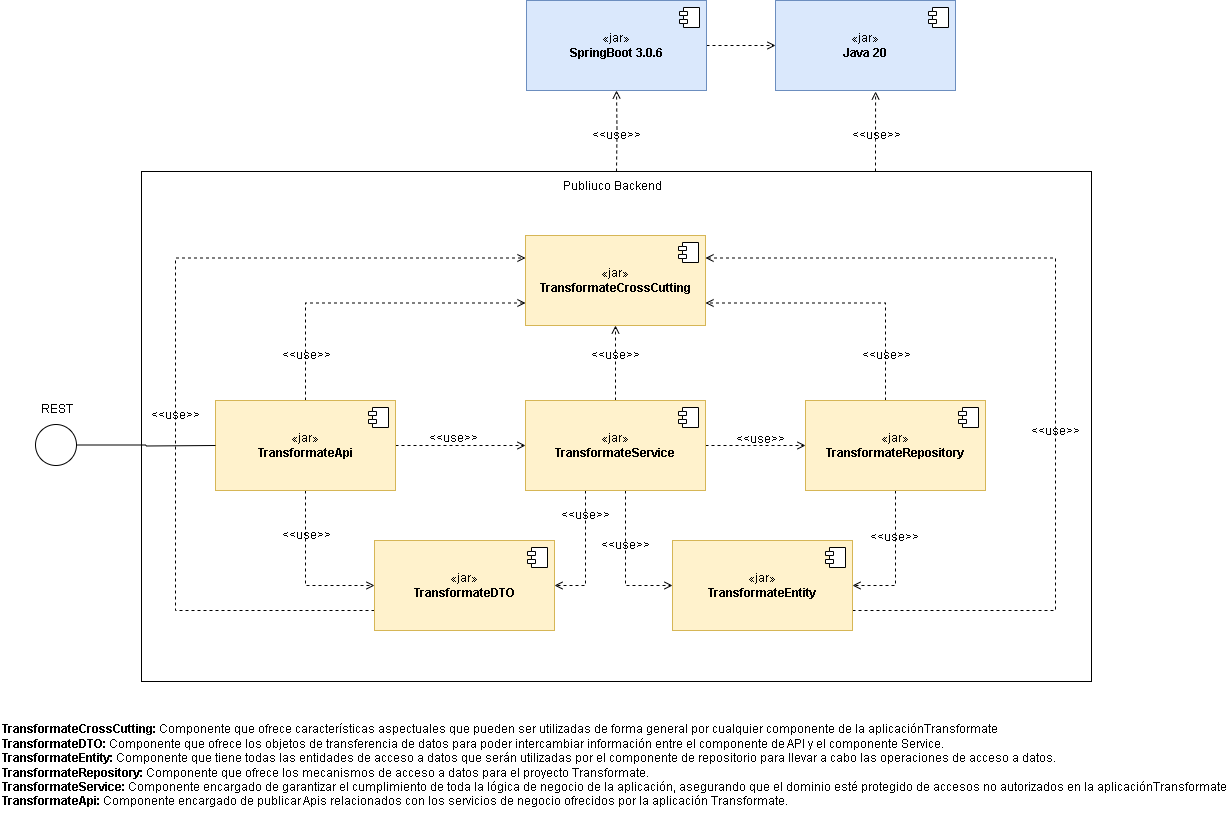 «jar»
SpringBoot 3.0.6
«jar»
Java 20
<<use>>
<<use>>
Publiuco Backend
«jar»
TransformateCrossCutting
<<use>>
<<use>>
<<use>>
REST
<<use>>
<<use>>
«jar»
TransformateApi
<<use>>
«jar»
TransformateService
<<use>>
«jar»
TransformateRepository
<<use>>
<<use>>
<<use>>
<<use>>
«jar»
TransformateDTO
«jar»
TransformateEntity
TransformateCrossCutting: Componente que ofrece características aspectuales que pueden ser utilizadas de forma general por cualquier componente de la aplicaciónTransformate
TransformateDTO: Componente que ofrece los objetos de transferencia de datos para poder intercambiar información entre el componente de API y el componente Service.
TransformateEntity: Componente que tiene todas las entidades de acceso a datos que serán utilizadas por el componente de repositorio para llevar a cabo las operaciones de acceso a datos.
TransformateRepository: Componente que ofrece los mecanismos de acceso a datos para el proyecto Transformate.
TransformateService: Componente encargado de garantizar el cumplimiento de toda la lógica de negocio de la aplicación, asegurando que el dominio esté protegido de accesos no autorizados en la aplicaciónTransformate
TransformateApi: Componente encargado de publicar Apis relacionados con los servicios de negocio ofrecidos por la aplicación Transformate.